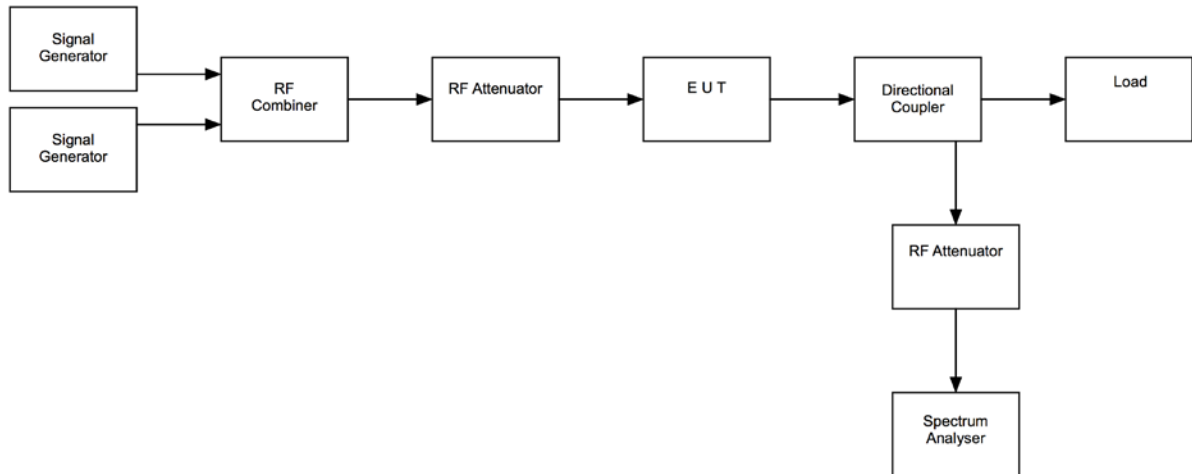 Signal
Generator
Signal
Generator
RF
Combiner
RF Attenuator
E U T
Directional
Coupler
Load
RF Attenuator
Spectrum
Analyser